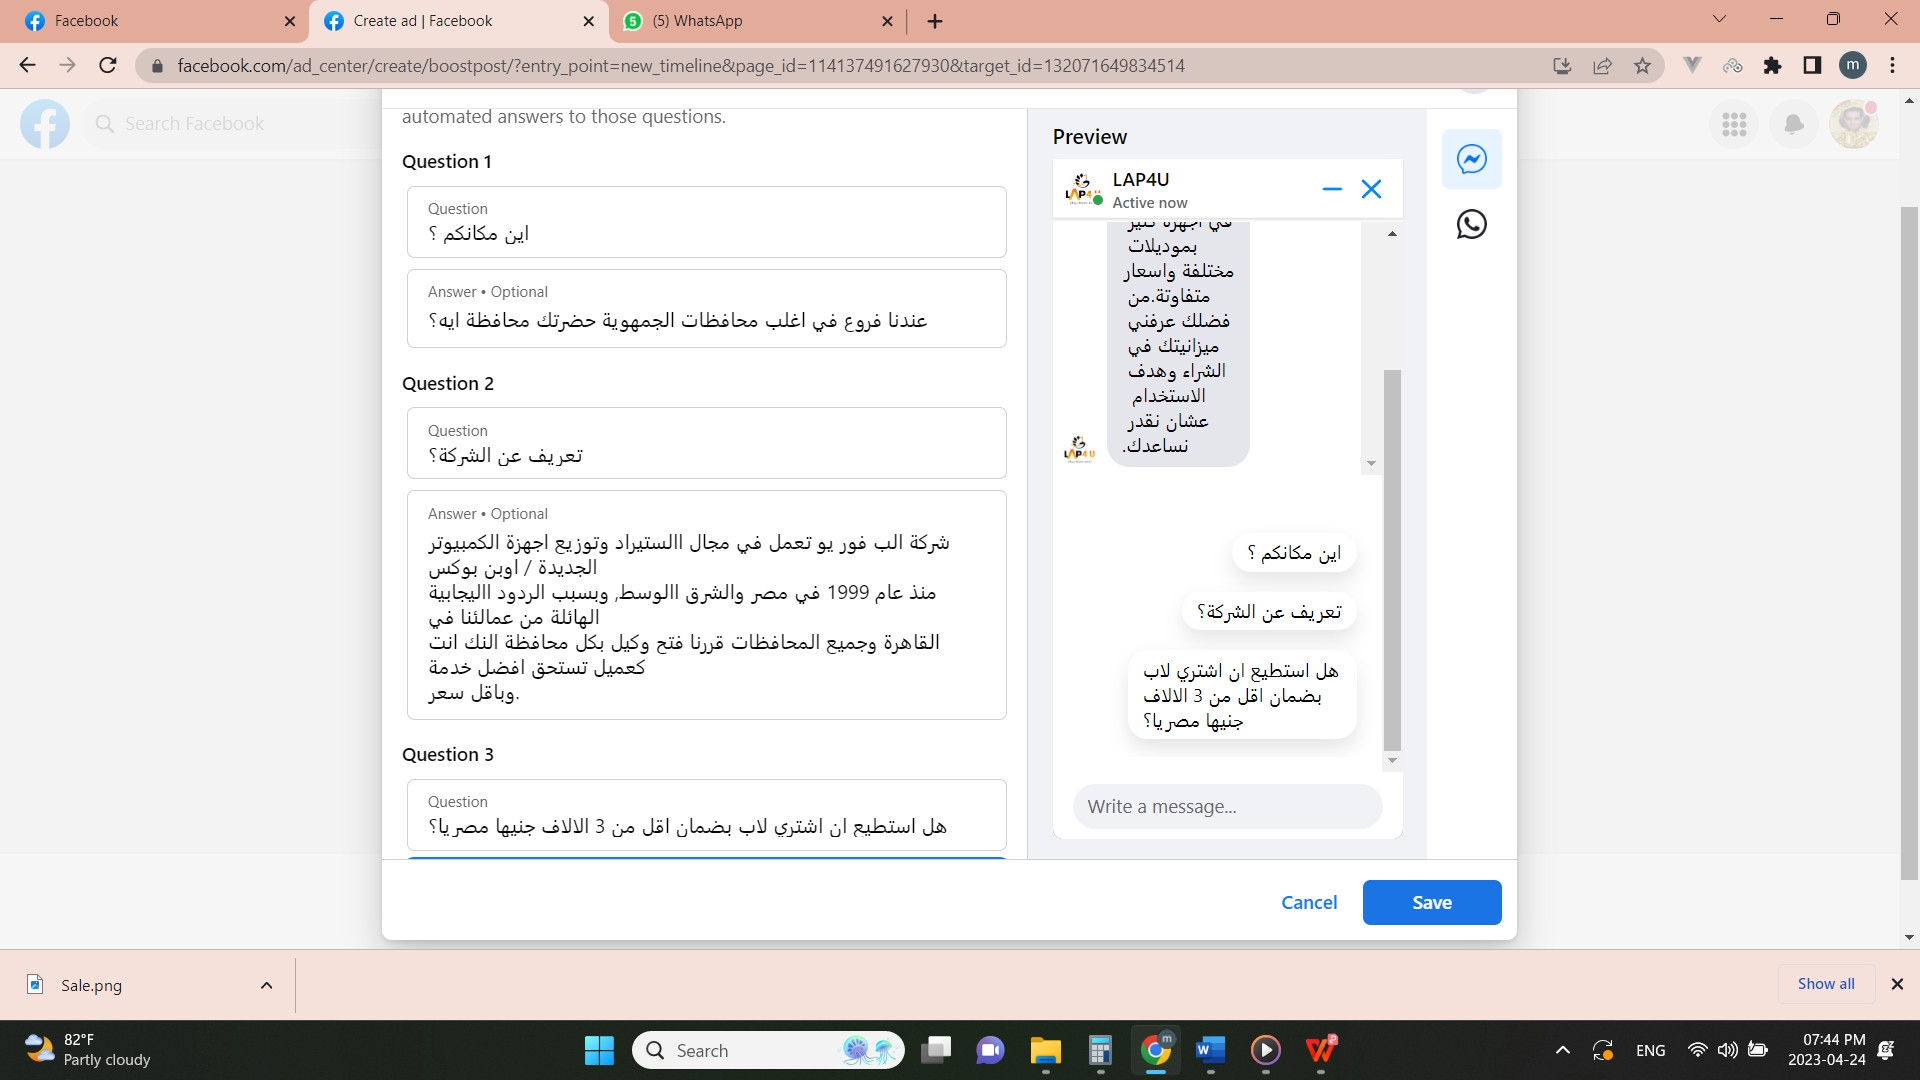 Facebook
Create ad | Facebook
(5) WhatsApp
facebook.com/ad_center/create/boostpost/?entry_point=new_timeline&page_id=114137491627930&target_id=132071649834514
m
Search Facebook
automated answers to those questions.
Question 1
Question
اين مكانكم ؟
Answer • Optional
عندنا فروع في اغلب محافظات الجمهوية حضرتك محافظة ايه؟
Question 2
Question
تعريف عن الشركة؟
Answer • Optional
شركة الب فور يو تعمل في مجال االستيراد وتوزيع اجهزة الكمبيوتر
الجديدة / اوبن بوكس
منذ عام 1999 في مصر والشرق االوسط, وبسبب الردود االيجابية
الهائلة من عمالئنا في
القاهرة وجميع المحافظات قررنا فتح وكيل بكل محافظة النك انت
كعميل تستحق افضل خدمة
وباقل سعر.
Question 3
Question
هل استطيع ان اشتري لاب بضمان اقل من 3 الالاف جنيها مصريا؟
Preview
LAP4U
Active now
في اجهزة كتير
بموديلات
مختلفة واسعار
متفاوتة.من
فضلك عرفني
ميزانيتك في
الشراء وهدف
الاستخدام
عشان نقدر
نساعدك.
LAP4U
اين مكانكم ؟
تعريف عن الشركة؟
هل استطيع ان اشتري لاب
بضمان اقل من 3 الالاف
جنيها مصريا؟
Write a message...
Cancel
Save
Sale.png
Show all
82°F
Partly cloudy
Search
ENG
07:44 PM
2023-04-24